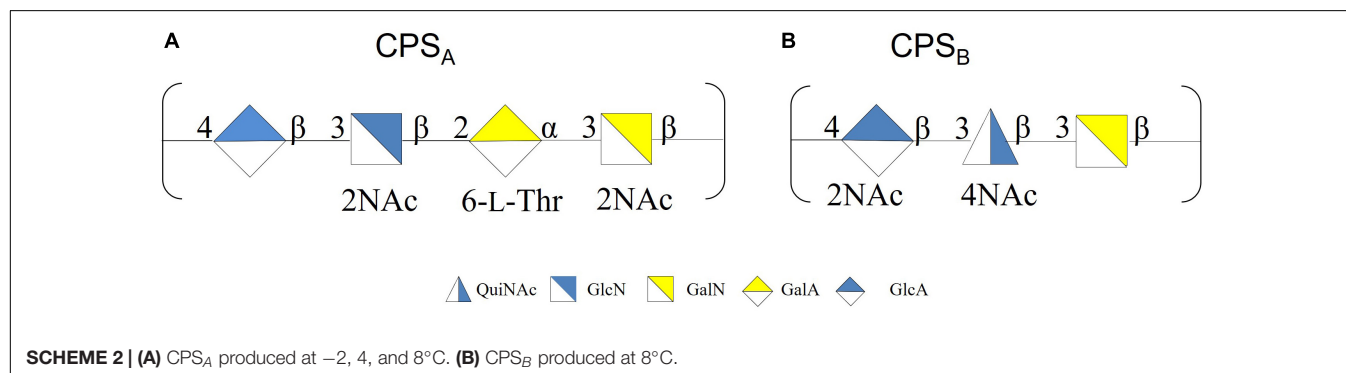 A CPSA B CPSB
4 β 3 β 2 α 3 β 4 β 3 β 3 β
2NAc 6-L-Thr 2NAc 2NAc 4NAc
QuiNAc GlcN GalN GalA GlcA
SCHEME 2 | (A) CPSA produced at −2, 4, and 8°C. (B) CPSB produced at 8°C.